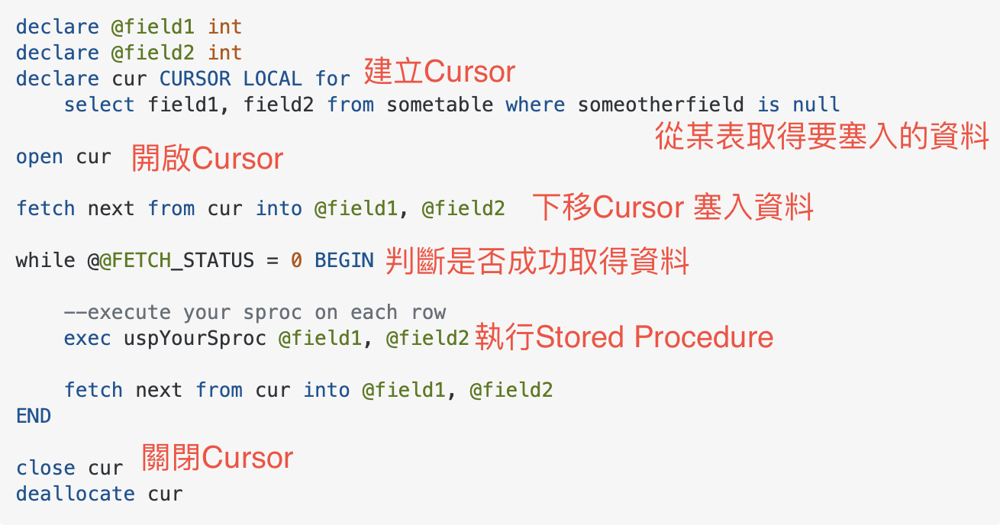 declare @field1 int
declare @field2 int
declare cur CURSOR LOCAL for 建立Cursor
    select field1, field2 from sometable where someotherfield is null
從某表取得要塞入的資料
open cur 開啟Cursor
fetch next from cur into @field1, @field2 下移Cursor 塞入資料
while @@FETCH_STATUS = 0 BEGIN 判斷是否成功取得資料
    --execute your sproc on each row
    exec uspYourSproc @field1, @field2 執行Stored Procedure
    fetch next from cur into @field1, @field2
END
close cur 關閉Cursor
deallocate cur